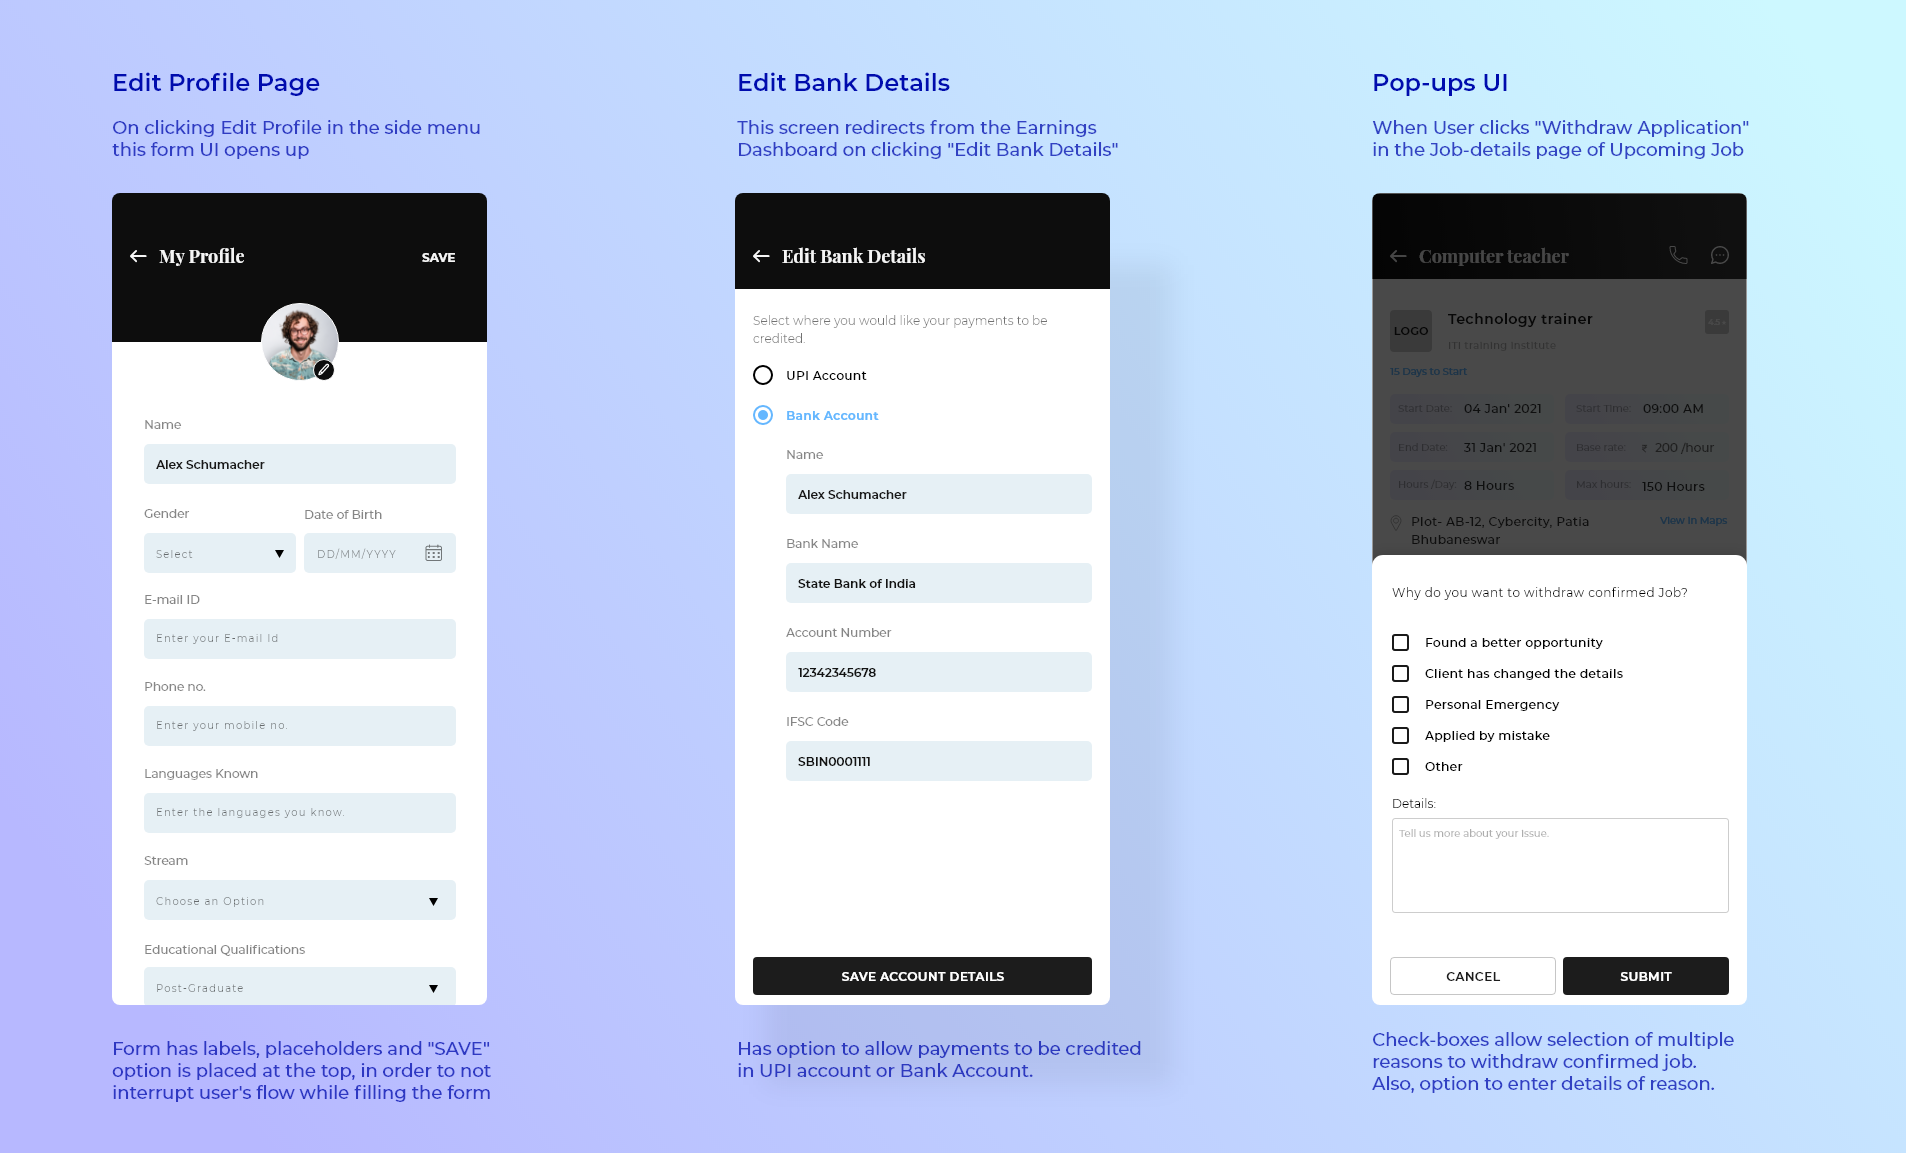 Edit Profile Page
On clicking Edit Profile in the side menu
this form UI opens up
My Profile
SAVE
Name
Alex Schumacher
Gender
Date of Birth
Select
DD/MM/YYYY
E-mail ID
Enter your E-mail Id
Phone no.
Enter your mobile no.
Languages Known
Enter the languages you know.
Stream
Choose an Option
Educational Qualifications
Post-Graduate
Form has labels, placeholders and "SAVE"
option is placed at the top, in order to not
interrupt user's flow while filling the form
Edit Bank Details
This screen redirects from the Earnings
Dashboard on clicking "Edit Bank Details"
Edit Bank Details
Select where you would like your payments to be
credited.
UPI Account
Bank Account
Name
Alex Schumacher
Bank Name
State Bank of India
Account Number
12342345678
IFSC Code
SBIN0001111
SAVE ACCOUNT DETAILS
Has option to allow payments to be credited
in UPI account or Bank Account.
Pop-ups UI
When User clicks "Withdraw Application"
in the Job-details page of Upcoming Job
Computer teacher
LOGO
Technology trainer
ITI training institute
15 Days to Start
Start Date: 04 Jan' 2021
Start Time: 09:00 AM
End Date: 31 Jan' 2021
Base rate: ₹ 200 /hour
Hours /Day: 8 Hours
Max hours: 150 Hours
Plot- AB-12, Cybercity, Patia
Bhubaneswar
View in Maps
Why do you want to withdraw confirmed Job?
Found a better opportunity
Client has changed the details
Personal Emergency
Applied by mistake
Other
Details:
Tell us more about your issue.
CANCEL
SUBMIT
Check-boxes allow selection of multiple
reasons to withdraw confirmed job.
Also, option to enter details of reason.